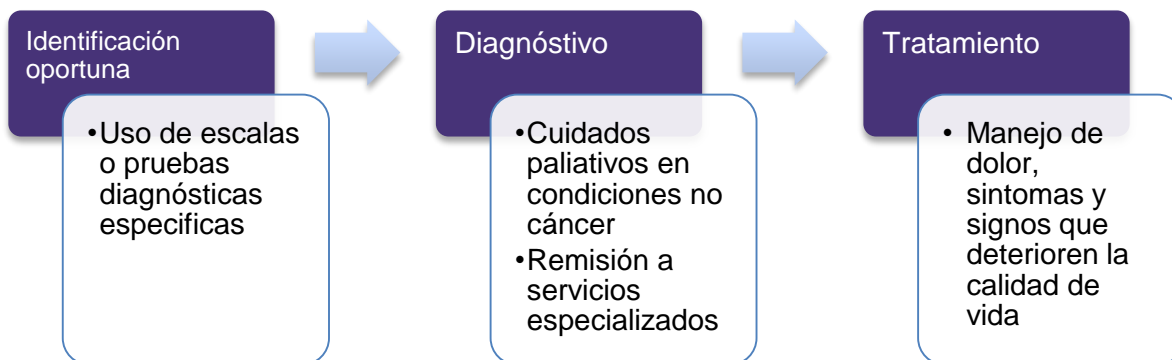 Identificación
oportuna
•Uso de escalas
o pruebas
diagnósticas
especificas
Diagnóstivo
•Cuidados
paliativos en
condiciones no
cáncer
•Remisión a
servicios
especializados
Tratamiento
• Manejo de
dolor,
sintomas y
signos que
deterioren la
calidad de
vida